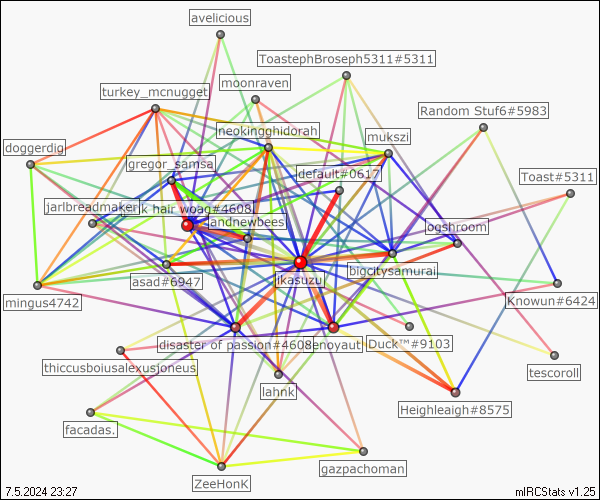 avelicious
ToastephBroseph5311#5311
moonraven
turkey_mcnugget
Random Stuf6#5983
neokingghidorah
mukszi
doggerdig
gregor_samsa
default#0617
Toast#5311
jarlbreadmaker
k hair woag#4608
andnewbees
ogshroom
asad#6947
ikasuzu
bigcitysamurai
mingus4742
Knowun#6424
disaster of passion#4608
enoyaut
Duck™#9103
thiccusboiusalexusjoneus
tescoroll
lahnk
Heighleaigh#8575
facadas.
gazpachoman
ZeeHonK
7.5.2024 23:27
mIRCStats v1.25